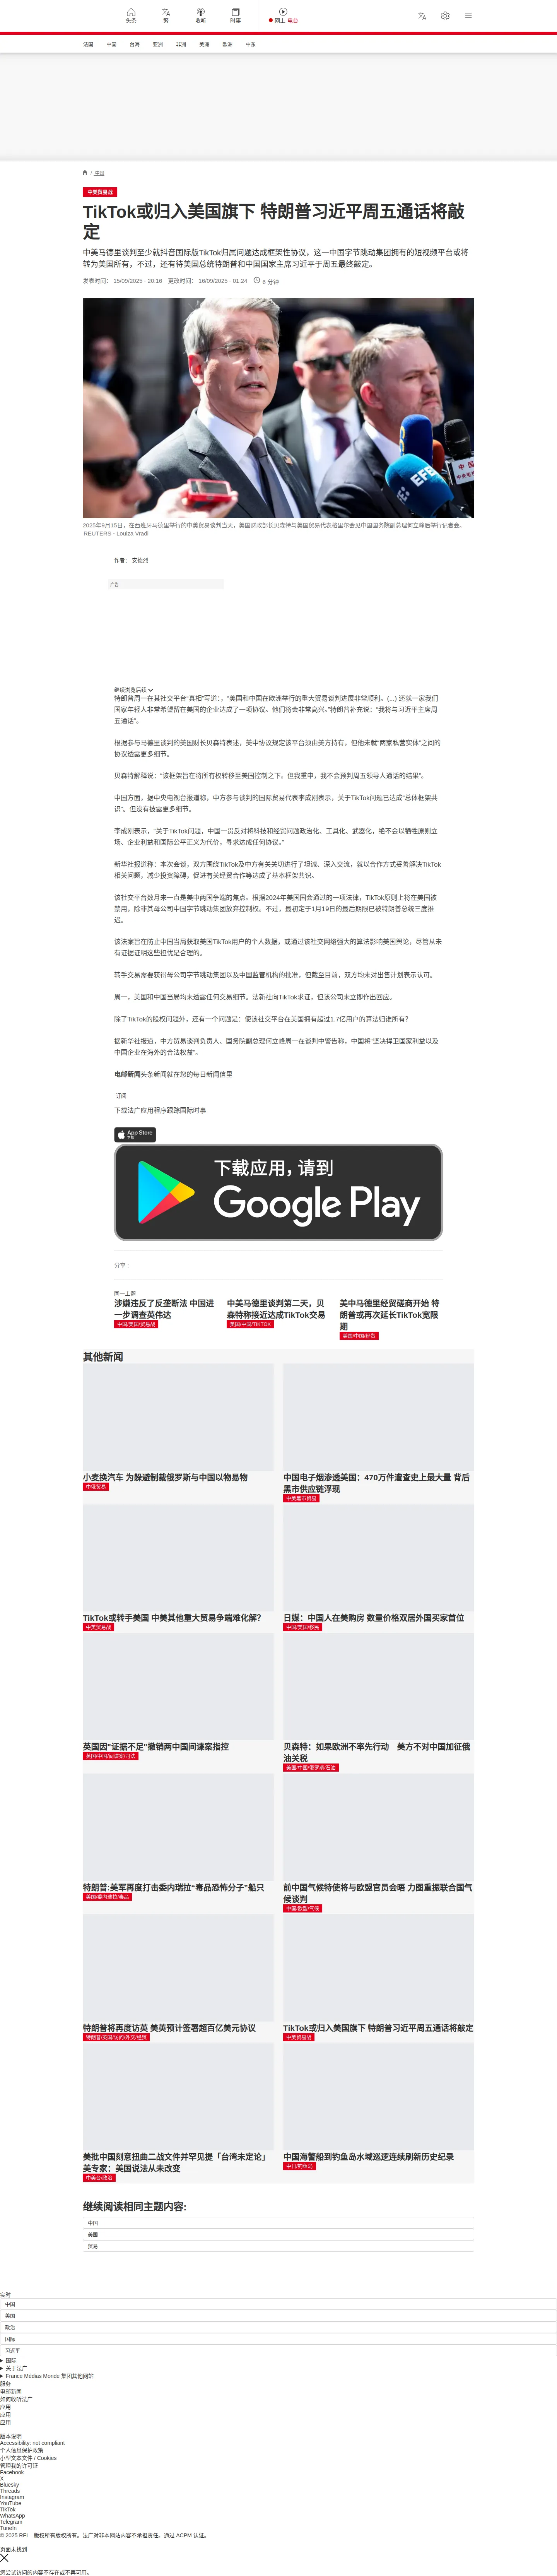 头条
繁
收听
时事
网上 电台
法国
中国
台海
亚洲
非洲
美洲
欧洲
中东
/ 中国
中美贸易战
TikTok或归入美国旗下 特朗普习近平周五通话将敲
定
中美马德里谈判至少就抖音国际版TikTok归属问题达成框架性协议，这一中国字节跳动集团拥有的短视频平台或将
转为美国所有，不过，还有待美国总统特朗普和中国国家主席习近平于周五最终敲定。
发表时间： 15/09/2025 - 20:16 更改时间： 16/09/2025 - 01:24 6 分钟
EFE
中 国
2025年9月15日，在西班牙马德里举行的中美贸易谈判当天，美国财政部长贝森特与美国贸易代表格里尔会见中国国务院副总理何立峰后举行记者会。
REUTERS - Louiza Vradi
作者： 安德烈
广告
继续浏览后续
特朗普周一在其社交平台“真相”写道：，“美国和中国在欧洲举行的重大贸易谈判进展非常顺利。(...) 还就一家我们
国家年轻人非常希望留在美国的企业达成了一项协议。他们将会非常高兴。”特朗普补充说：“我将与习近平主席周
五通话”。
根据参与马德里谈判的美国财长贝森特表述，美中协议规定该平台须由美方持有，但他未就“两家私营实体”之间的
协议透露更多细节。
贝森特解释说：“该框架旨在将所有权转移至美国控制之下。但我重申，我不会预判周五领导人通话的结果”。
中国方面，据中央电视台报道称，中方参与谈判的国际贸易代表李成刚表示，关于TikTok问题已达成“总体框架共
识”。但没有披露更多细节。
李成刚表示，“关于TikTok问题，中国一贯反对将科技和经贸问题政治化、工具化、武器化，绝不会以牺牲原则立
场、企业利益和国际公平正义为代价，寻求达成任何协议。”
新华社报道称：本次会谈，双方围绕TikTok及中方有关关切进行了坦诚、深入交流，就以合作方式妥善解决TikTok
相关问题，减少投资障碍，促进有关经贸合作等达成了基本框架共识。
该社交平台数月来一直是美中两国争端的焦点。根据2024年美国国会通过的一项法律，TikTok原则上将在美国被
禁用，除非其母公司中国字节跳动集团放弃控制权。不过，最初定于1月19日的最后期限已被特朗普总统三度推
迟。
该法案旨在防止中国当局获取美国TikTok用户的个人数据，或通过该社交网络强大的算法影响美国舆论，尽管从未
有证据证明这些担忧是合理的。
转手交易需要获得母公司字节跳动集团以及中国监管机构的批准，但截至目前，双方均未对出售计划表示认可。
周一，美国和中国当局均未透露任何交易细节。法新社向TikTok求证，但该公司未立即作出回应。
除了TikTok的股权问题外，还有一个问题是：使该社交平台在美国拥有超过1.7亿用户的算法归谁所有?
据新华社报道，中方贸易谈判负责人、国务院副总理何立峰周一在谈判中警告称，中国将“坚决捍卫国家利益以及
中国企业在海外的合法权益”。
电邮新闻头条新闻就在您的每日新闻信里
订阅
下载法广应用程序跟踪国际时事
App Store
下载
下载应用，请到
Google Play
分享 :
同一主题
涉嫌违反了反垄断法 中国进
一步调查英伟达
中国/美国/贸易战
中美马德里谈判第二天，贝
森特称接近达成TikTok交易
美国/中国/TIKTOK
美中马德里经贸磋商开始 特
朗普或再次延长TikTok宽限
期
美国/中国/经贸
其他新闻
小麦换汽车 为躲避制裁俄罗斯与中国以物易物
中俄贸易
中国电子烟渗透美国：470万件遭查史上最大量 背后
黑市供应链浮现
中美黑市贸易
TikTok或转手美国 中美其他重大贸易争端难化解?
中美贸易战
日媒：中国人在美购房 数量价格双居外国买家首位
中国/美国/移民
英国因“证据不足”撤销两中国间谍案指控
英国/中国/间谍案/司法
贝森特：如果欧洲不率先行动 美方不对中国加征俄
油关税
美国/中国/俄罗斯/石油
特朗普:美军再度打击委内瑞拉“毒品恐怖分子”船只
美国/委内瑞拉/毒品
前中国气候特使将与欧盟官员会晤 力图重振联合国气
候谈判
中国/欧盟/气候
特朗普将再度访英 美英预计签署超百亿美元协议
特朗普/英国/访问/外交/经贸
TikTok或归入美国旗下 特朗普习近平周五通话将敲定
中美贸易战
美批中国刻意扭曲二战文件并罕见提「台湾未定论」
美专家：美国说法从未改变
中美台/政治
中国海警船到钓鱼岛水域巡逻连续刷新历史纪录
中日/钓鱼岛
继续阅读相同主题内容:
中国
美国
贸易
实时
中国
美国
政治
国际
习近平
国际
关于法广
France Médias Monde 集团其他网站
服务
电邮新闻
如何收听法广
应用
应用
应用
版本说明
Accessibility: not compliant
个人信息保护政策
小型文本文件 / Cookies
管理我的许可证
Facebook
X
Bluesky
Threads
Instagram
YouTube
TikTok
WhatsApp
Telegram
TuneIn
© 2025 RFI – 版权所有版权所有。法广对非本网站内容不承担责任。通过 ACPM 认证。
页面未找到
您尝试访问的内容不存在或不再可用。